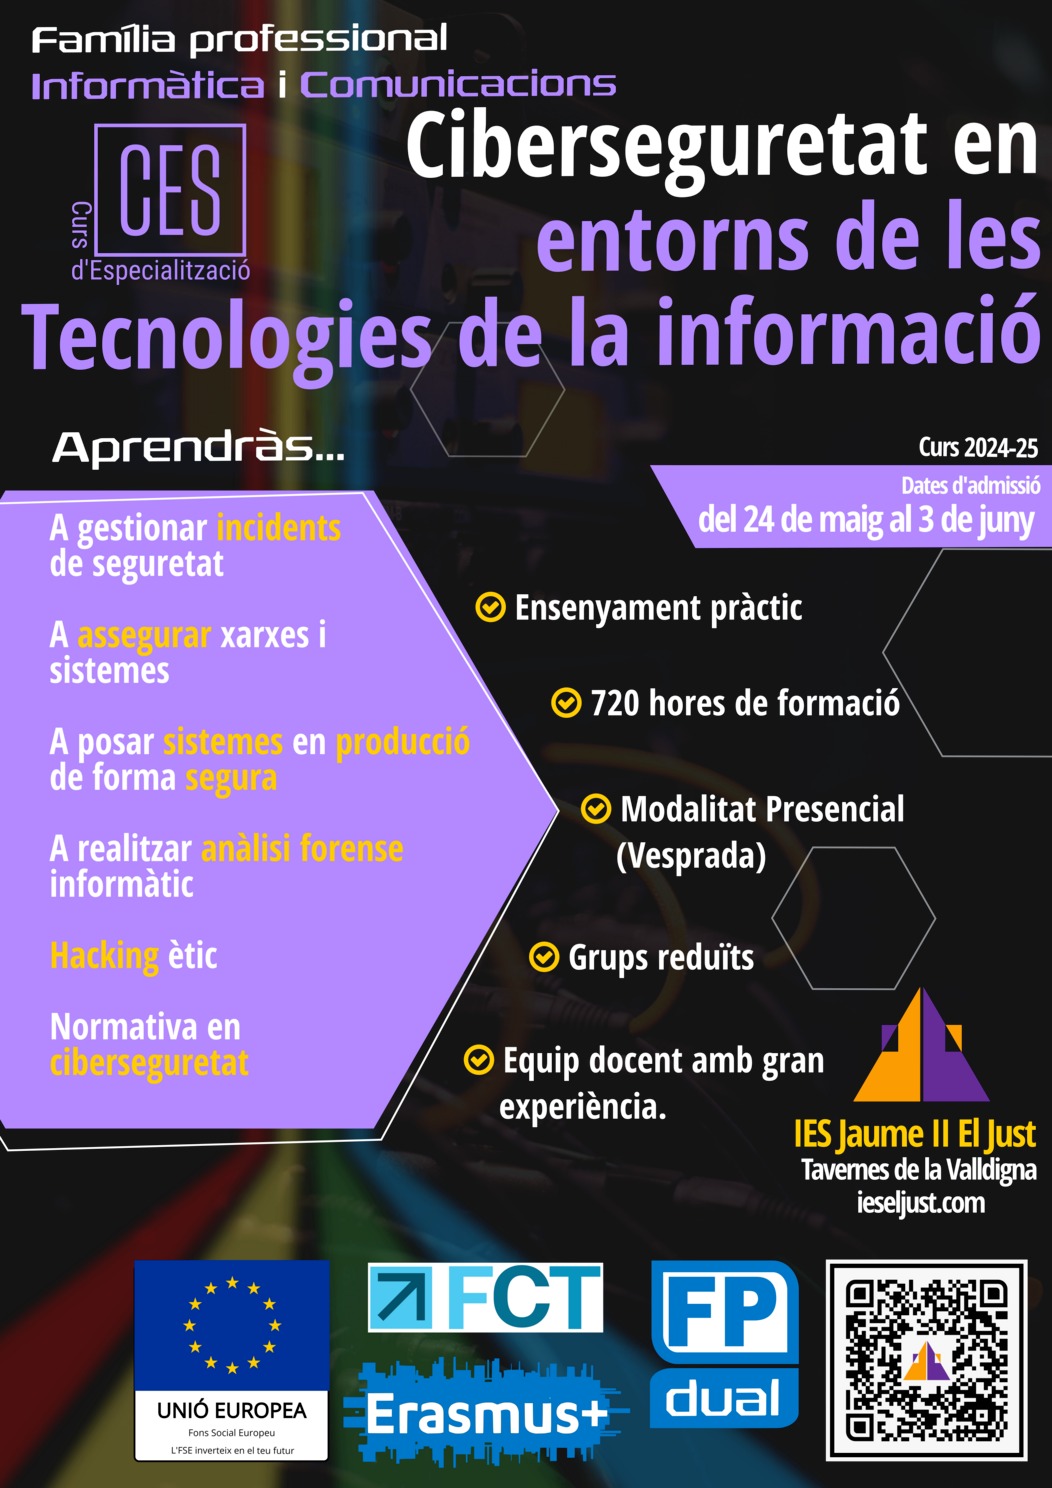 Família professional
Informàtica i Comunicacions
CES
Curs
d'Especialització
Ciberseguretat en
entorns de les
Tecnologies de la informació
Aprendràs...
Curs 2024-25
Dates d'admissió
del 24 de maig al 3 de juny
A gestionar incidents
de seguretat
A assegurar xarxes i
sistemes
A posar sistemes en producció
de forma segura
A realitzar anàlisi forense
informàtic
Hacking ètic
Normativa en
ciberseguretat
Ensenyament pràctic
720 hores de formació
Modalitat Presencial
(Vesprada)
Grups reduïts
Equip docent amb gran
experiència.
IES Jaume II El Just
Tavernes de la Valldigna
ieseljust.com
UNIÓ EUROPEA
Fons Social Europeu
L'FSE inverteix en el teu futur
FCT
Erasmus+
FP
dual